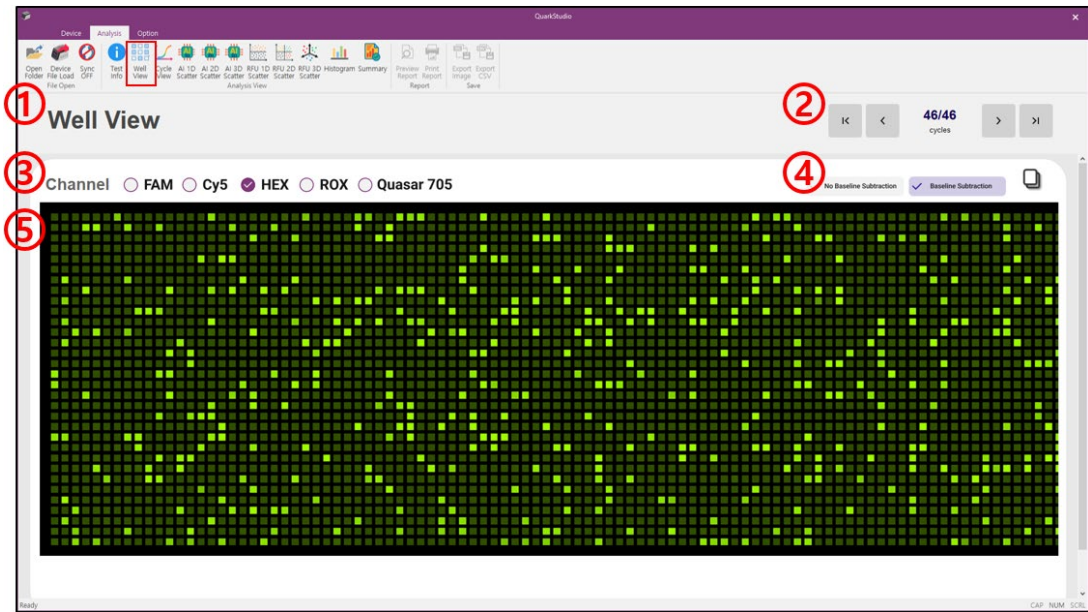 QuarkStudio
Device Analysis Option
Open Folder
Device File Load
Sync OFF
Test Info
Well View
Cycle View
AI 1D Scatter
AI 2D Scatter
AI 3D Scatter
RFU 1D Scatter
RFU 2D Scatter
RFU 3D Scatter
Histogram
Summary
Preview Report
Print Report
Export Image
Export CSV
File Open
Analysis View
Report
Save
①
Well View
②
46/46
cycles
③
Channel FAM Cy5 HEX ROX Quasar 705
④
No Baseline Subtraction
Baseline Subtraction
⑤
Ready
CAP NUM SCRL